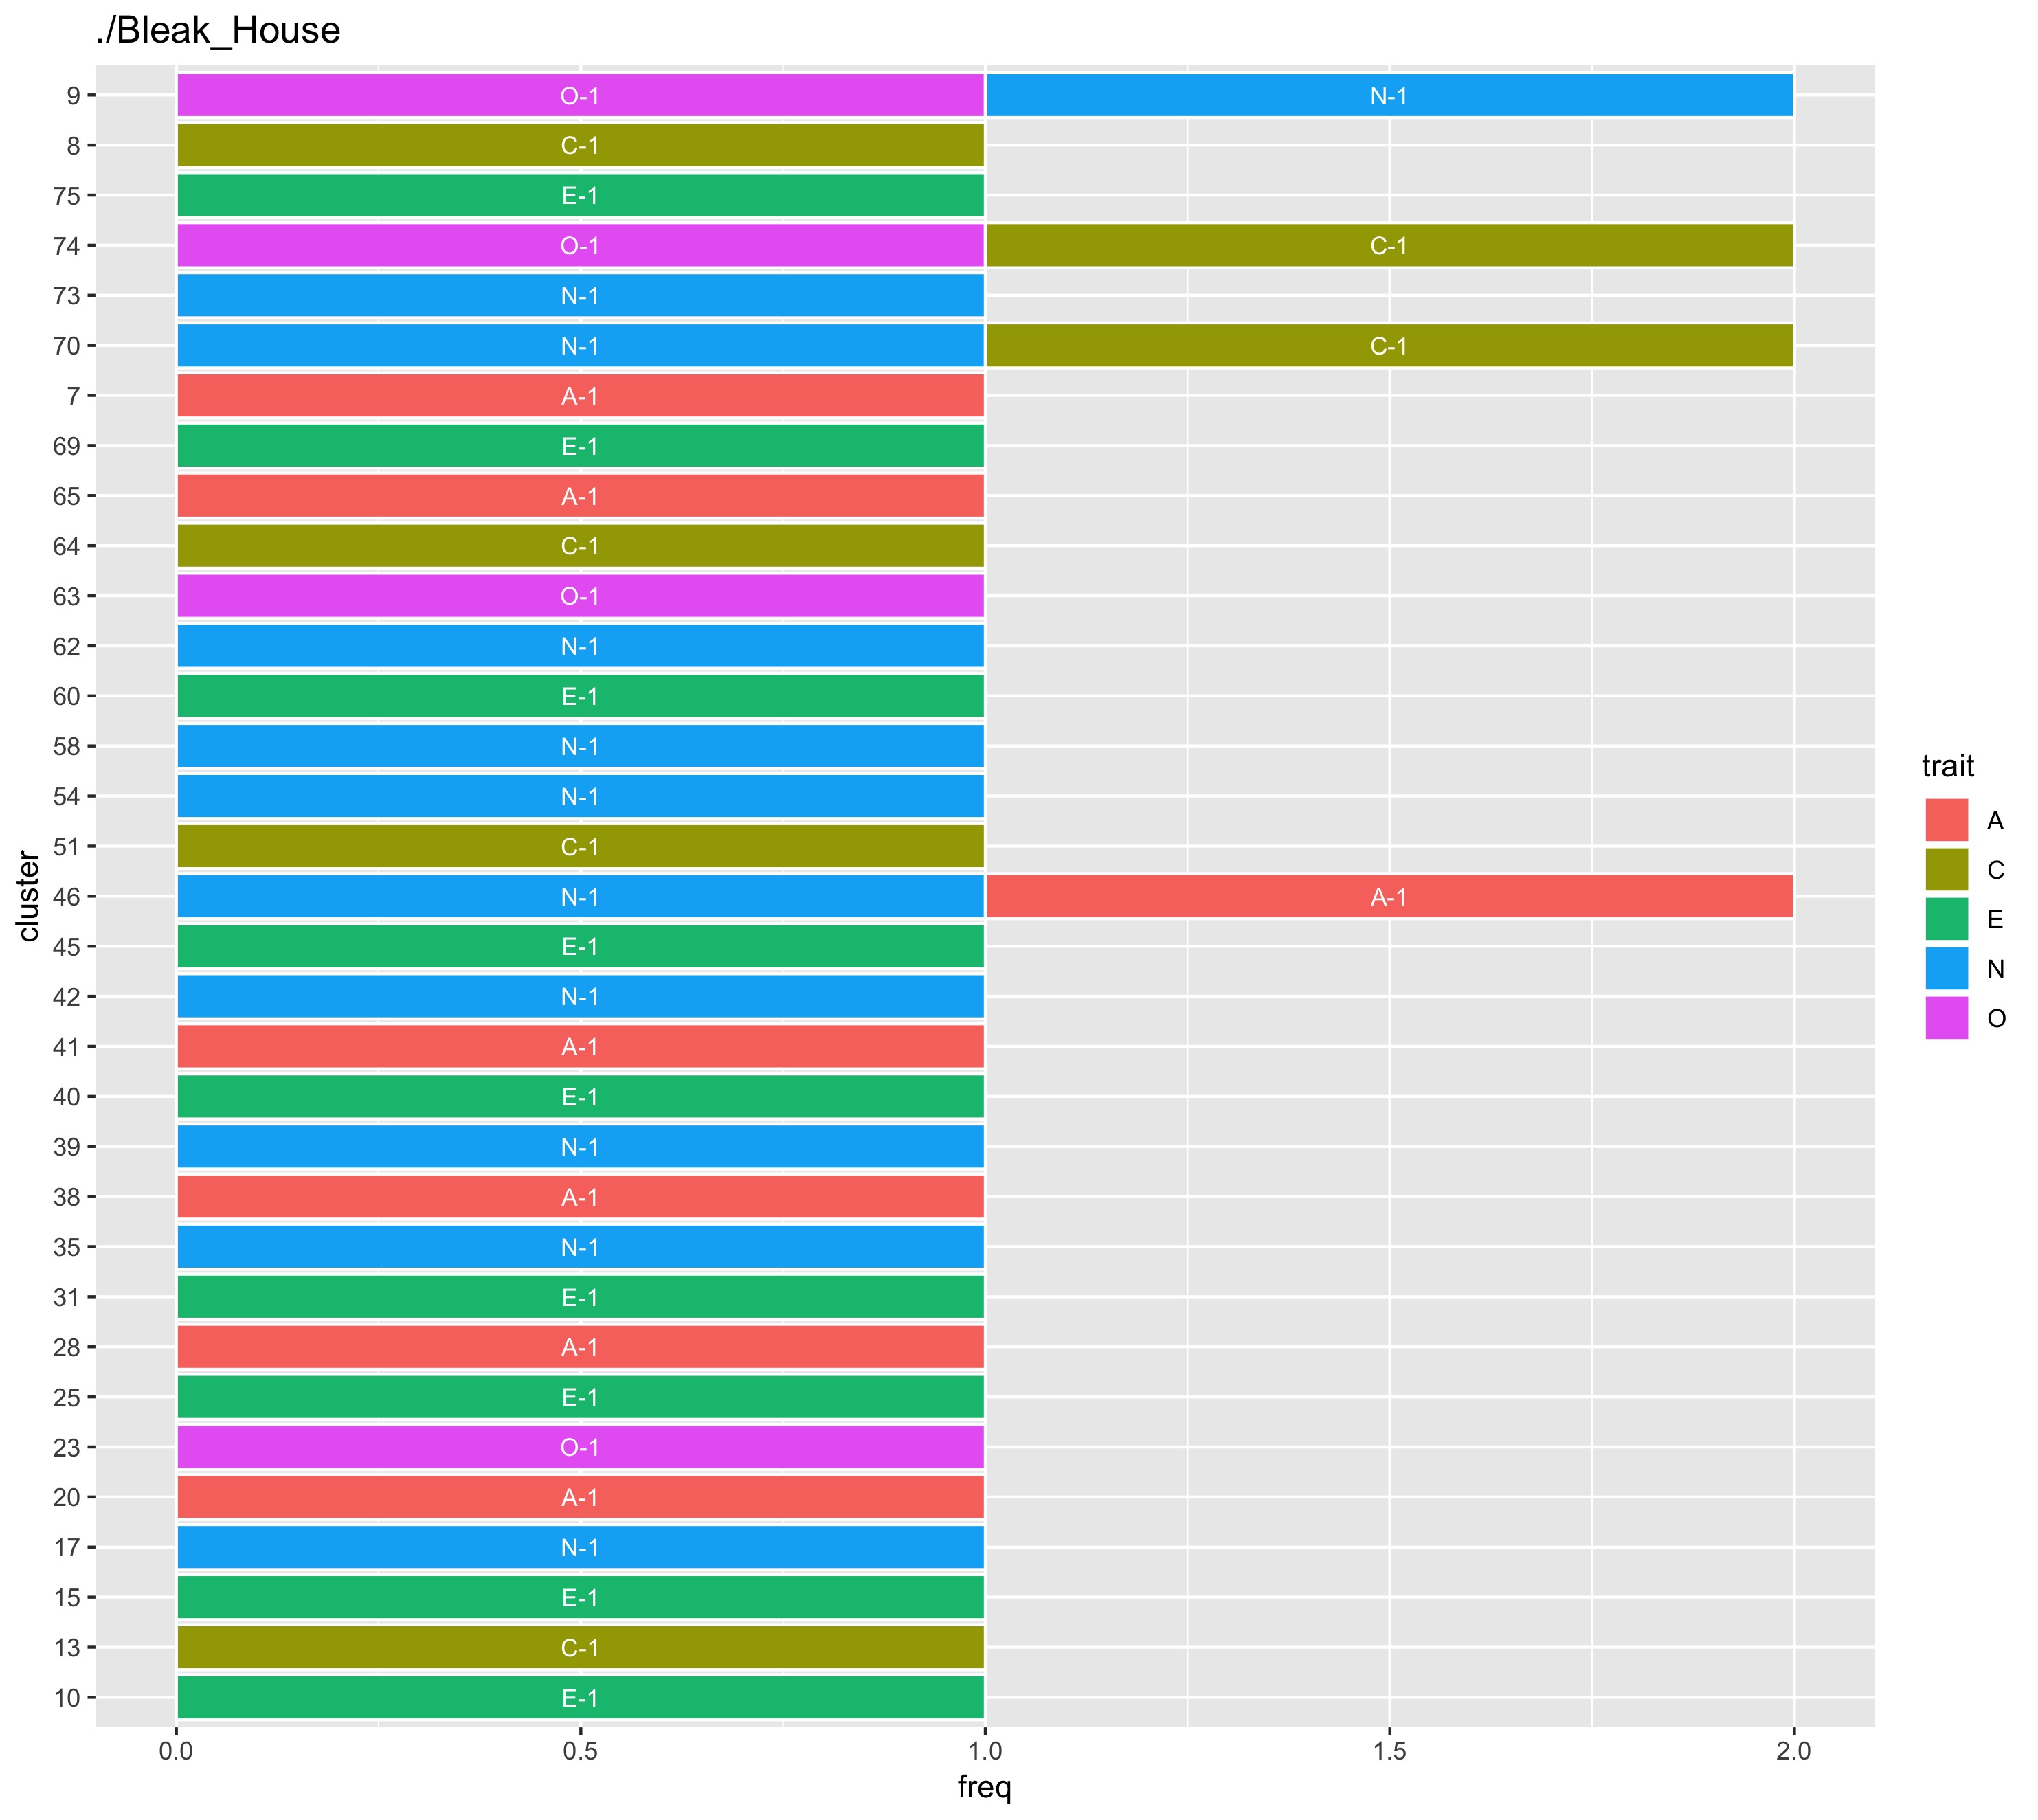 ./Bleak_House
9 O-1 N-1
8 C-1
75 E-1
74 O-1 C-1
73 N-1
70 N-1 C-1
7 A-1
69 E-1
65 A-1
64 C-1
63 O-1
62 N-1
60 E-1
58 N-1
54 N-1
51 C-1
46 N-1 A-1
45 E-1
42 N-1
41 A-1
40 E-1
39 N-1
38 A-1
35 N-1
31 E-1
28 A-1
25 E-1
23 O-1
20 A-1
17 N-1
15 E-1
13 C-1
10 E-1
0.0 0.5 1.0 1.5 2.0
freq
cluster
trait
A
C
E
N
O